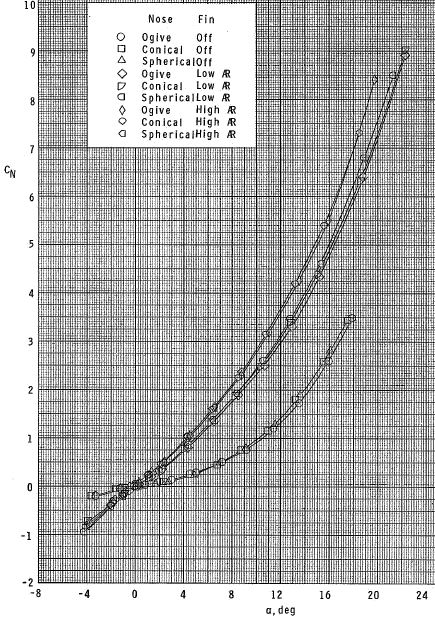 10
Nose Fin
Ogive Off
Conical Off
Spherical Off
Ogive Low AR
Conical Low AR
Spherical Low AR
Ogive High AR
Conical High AR
Spherical High AR
9
8
7
CN
6
5
4
3
2
1
0
-1
-2
-8 -4 0 4 8 12 16 20 24
α, deg